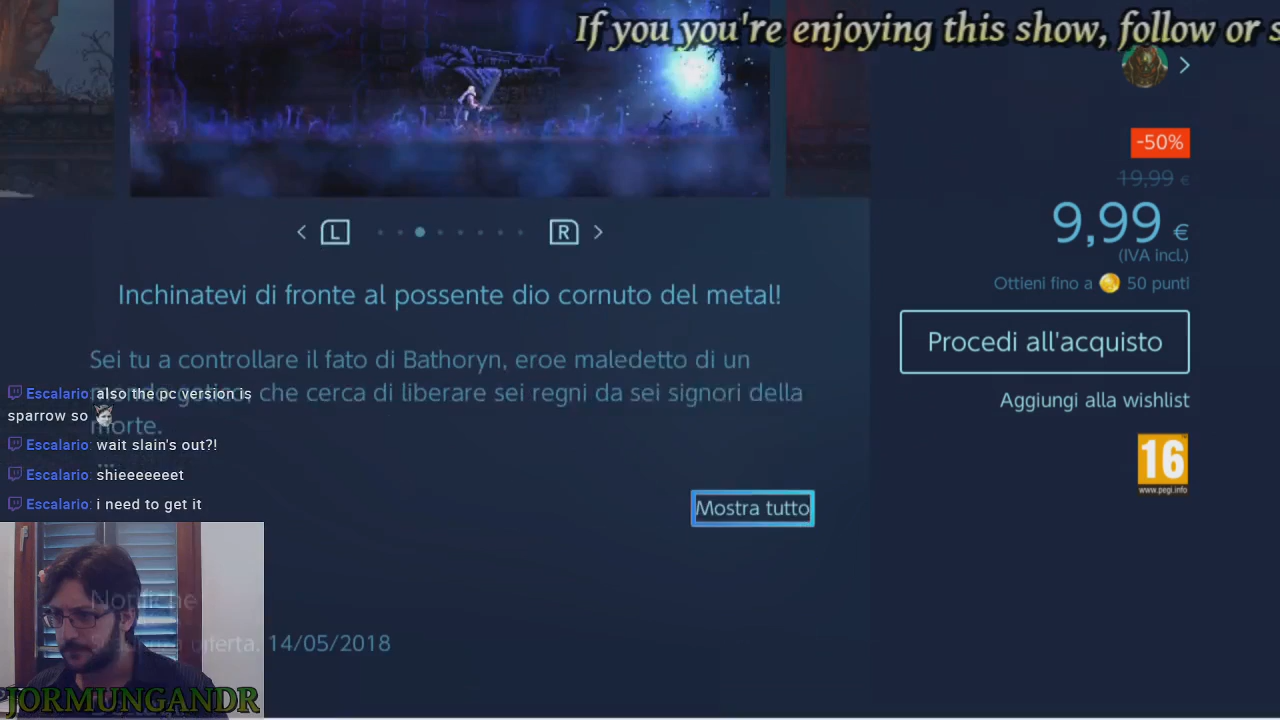 If you you're enjoying this show, follow or s
-50%
19,99 €
9,99 €
(IVA incl.)
Ottieni fino a 50 punti
Procedi all'acquisto
Aggiungi alla wishlist
16
www.pegi.info
L R
Inchinatevi di fronte al possente dio cornuto del metal!
Sei tu a controllare il fato di Bathoryn, eroe maledetto di un
mondo gotico, che cerca di liberare sei regni da sei signori della
morte.
...
Mostra tutto
Escalario: also the pc version is
sparrow so
Escalario: wait slain's out?!
Escalario: shieeeeeeet
Escalario: i need to get it
Notifiche
offerta. 14/05/2018
JORMUNGANDR